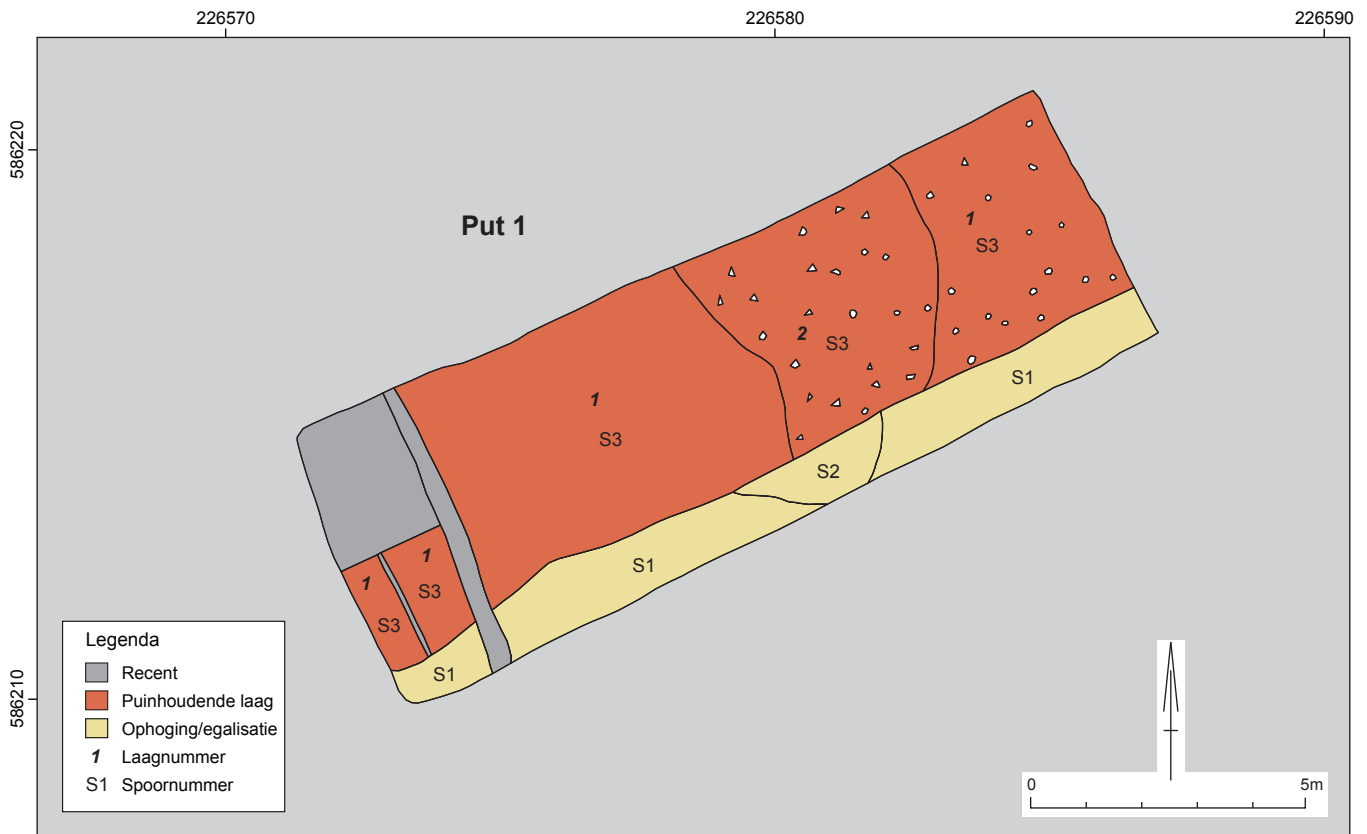 226570 226580 226590
586220
586210
Put 1
1
S3
2
S3
1
S3
1
S3
1
S3
S1
S2
S1
S1
Legenda
Recent
Puinhoudende laag
Ophoging/egalisatie
1 Laagnummer
S1 Spoornummer
0 5m